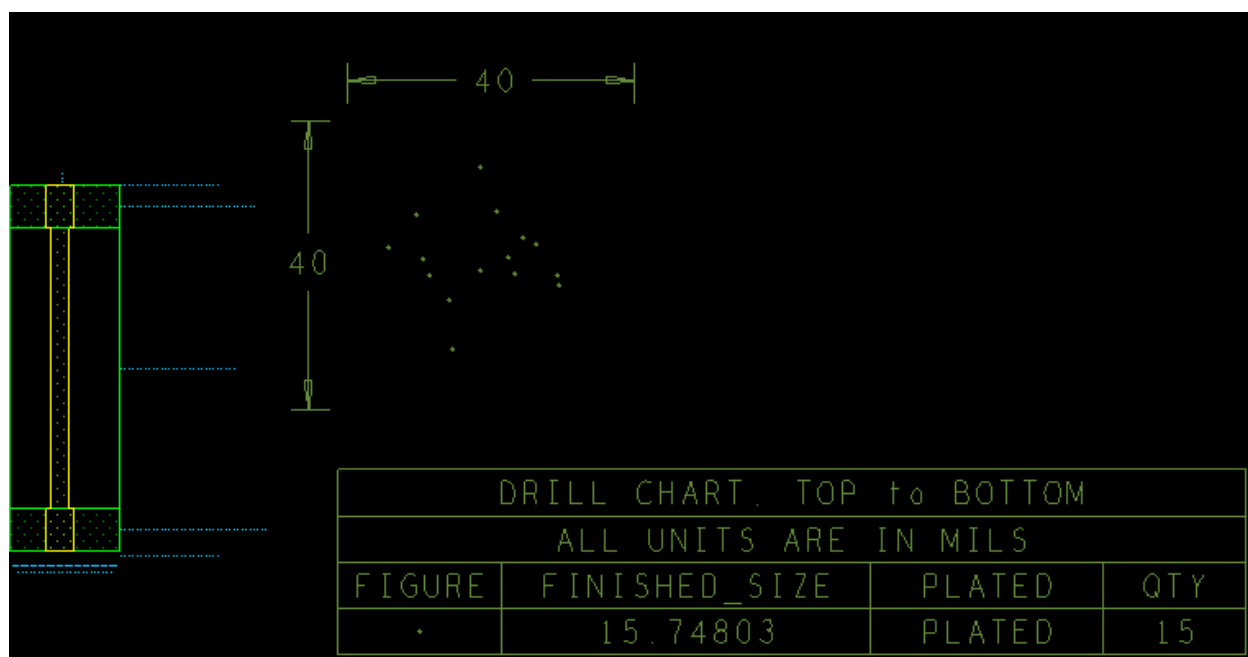 40
40
DRILL CHART: TOP to BOTTOM
ALL UNITS ARE IN MILS
FIGURE FINISHED_SIZE PLATED QTY
15.74803 PLATED 15